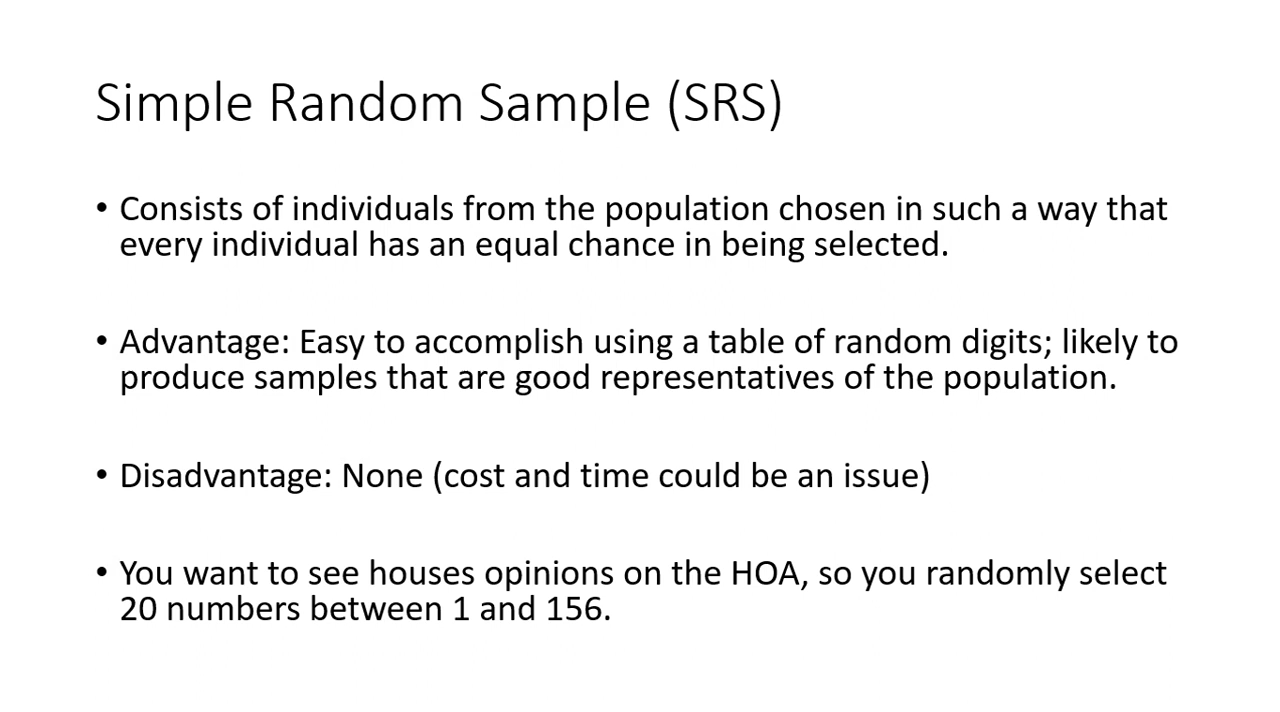 Simple Random Sample (SRS)
• Consists of individuals from the population chosen in such a way that
every individual has an equal chance in being selected.
• Advantage: Easy to accomplish using a table of random digits; likely to
produce samples that are good representatives of the population.
• Disadvantage: None (cost and time could be an issue)
• You want to see houses opinions on the HOA, so you randomly select
20 numbers between 1 and 156.